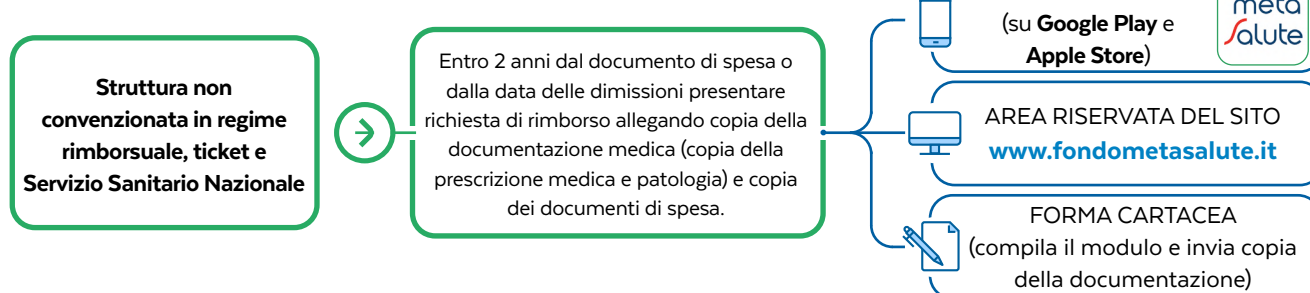 Struttura non
convenzionata in regime
rimborsuale, ticket e
Servizio Sanitario Nazionale
Entro 2 anni dal documento di spesa o
dalla data delle dimissioni presentare
richiesta di rimborso allegando copia della
documentazione medica (copia della
prescrizione medica e patologia) e copia
dei documenti di spesa.
(su Google Play e
Apple Store)
meta
salute
AREA RISERVATA DEL SITO
www.fondometasalute.it
FORMA CARTACEA
(compila il modulo e invia copia
della documentazione)